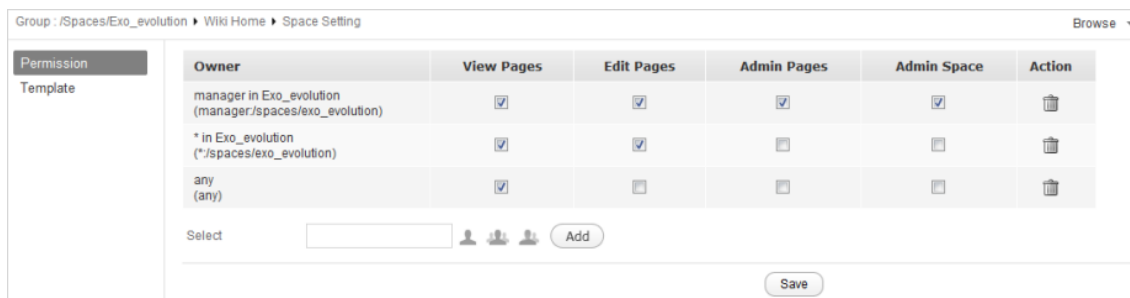 Group : /Spaces/Exo_evolution ▸ Wiki Home ▸ Space Setting
Browse
Permission
Template
Owner View Pages Edit Pages Admin Pages Admin Space Action
manager in Exo_evolution
(manager:/spaces/exo_evolution)
* in Exo_evolution
(*:/spaces/exo_evolution)
any
(any)
Select Add
Save